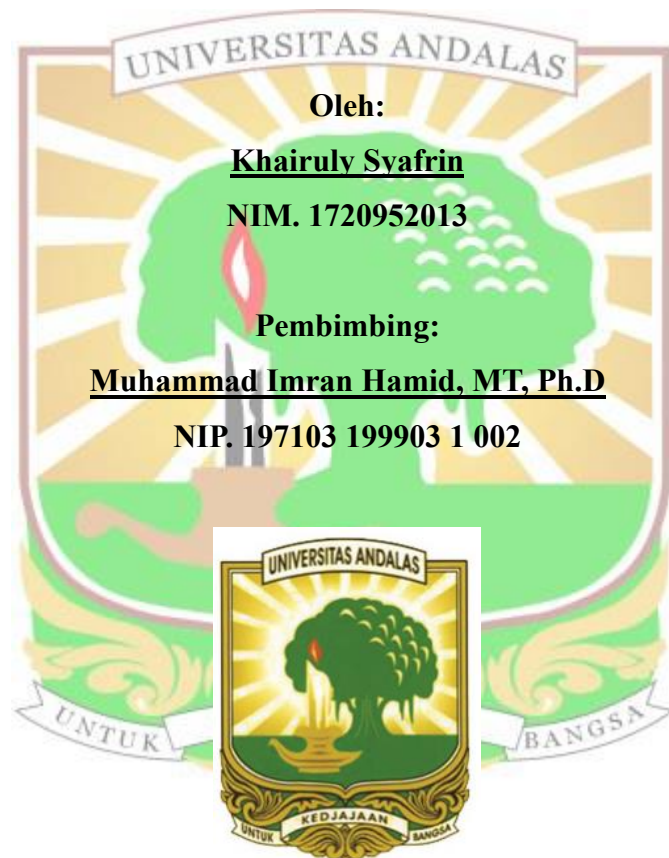 UNIVERSITAS ANDALAS
Oleh:
Khairuly Syafrin
NIM. 1720952013
Pembimbing:
Muhammad Imran Hamid, MT, Ph.D
NIP. 197103 199903 1 002
UNIVERSITAS ANDALAS
UNTUK BANGSA
UNTUK KEDJAJAAN BANGSA